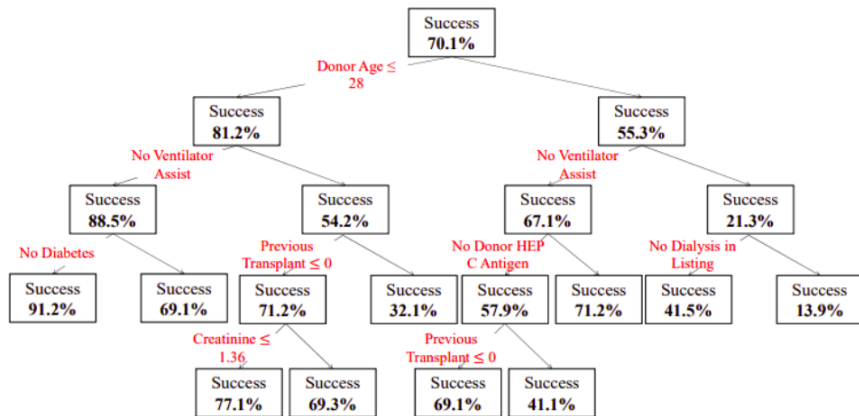 Success
70.1%
Donor Age ≤
28
Success
81.2%
Success
55.3%
No Ventilator
Assist
No Ventilator
Assist
Success
88.5%
Success
54.2%
Success
67.1%
Success
21.3%
No Diabetes
Previous
Transplant ≤ 0
No Donor HEP
C Antigen
No Dialysis in
Listing
Success
91.2%
Success
69.1%
Success
71.2%
Success
32.1%
Success
57.9%
Success
71.2%
Success
41.5%
Success
13.9%
Creatinine ≤
1.36
Previous
Transplant ≤0
Success
77.1%
Success
69.3%
Success
69.1%
Success
41.1%